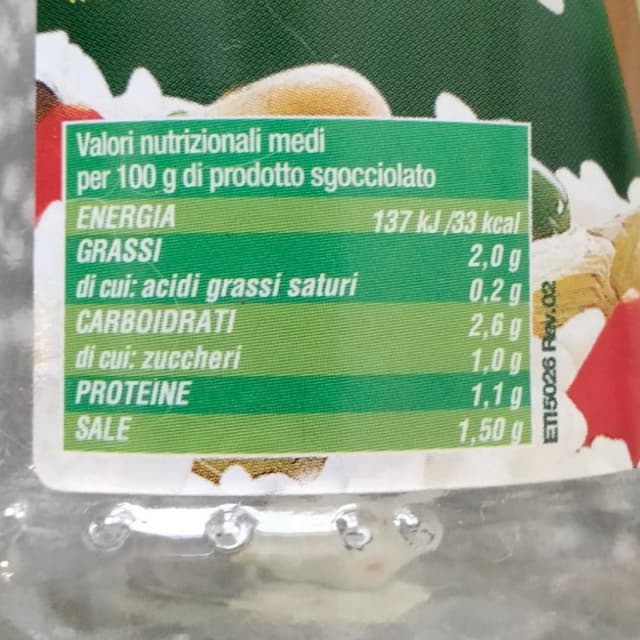 Valori nutrizionali medi
per 100 g di prodotto sgocciolato
ENERGIA 137 kJ /33 kcal
GRASSI 2,0 g
di cui: acidi grassi saturi 0,2 g
CARBOIDRATI 2,6 g
di cui: zuccheri 1,0 g
PROTEINE 1,1 g
SALE 1,50 g
ETI5026 Rev.02